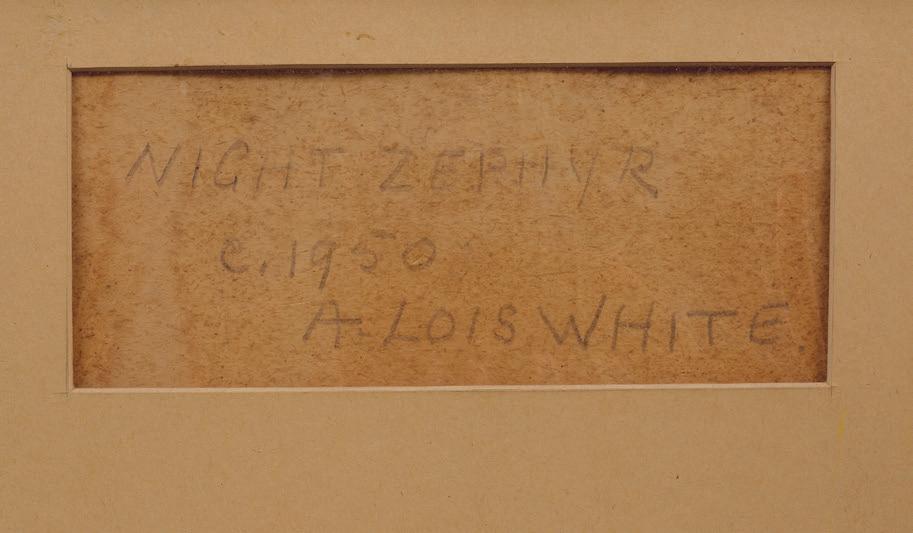 NIGHT ZEPHYR
c. 1950
A. LOIS WHITE.